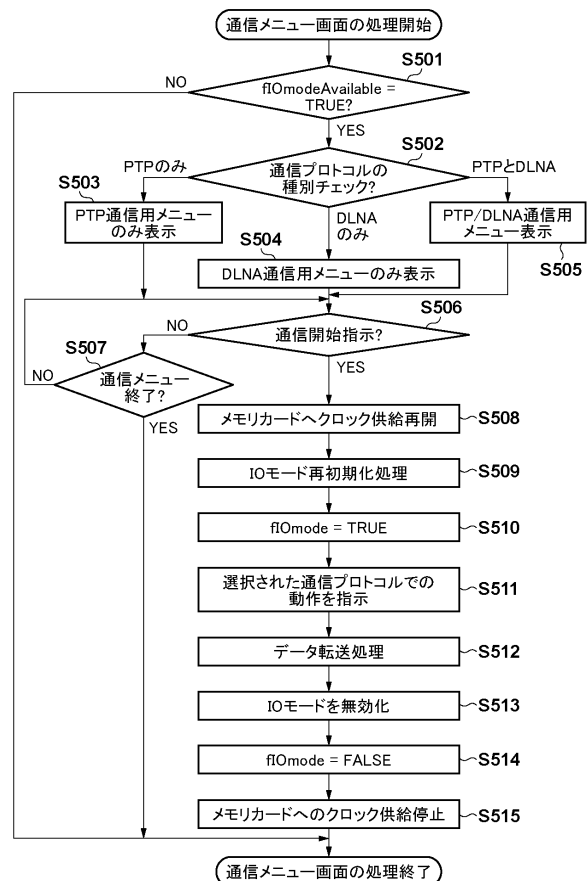 通信メニュー画面の処理開始
S501
NO
fIOmodeAvailable =
TRUE?
YES
S502
PTPのみ
通信プロトコルの
種別チェック?
PTPとDLNA
S503
PTP通信用メニュー
のみ表示
DLNA
のみ
PTP/DLNA通信用
メニュー表示
S505
S504
DLNA通信用メニューのみ表示
S506
NO
通信開始指示?
S507
NO
通信メニュー
終了?
YES
YES
メモリカードへクロック供給再開
S508
IOモード再初期化処理
S509
fIOmode = TRUE
S510
選択された通信プロトコルでの
動作を指示
S511
データ転送処理
S512
IOモードを無効化
S513
fIOmode = FALSE
S514
メモリカードへのクロック供給停止
S515
通信メニュー画面の処理終了